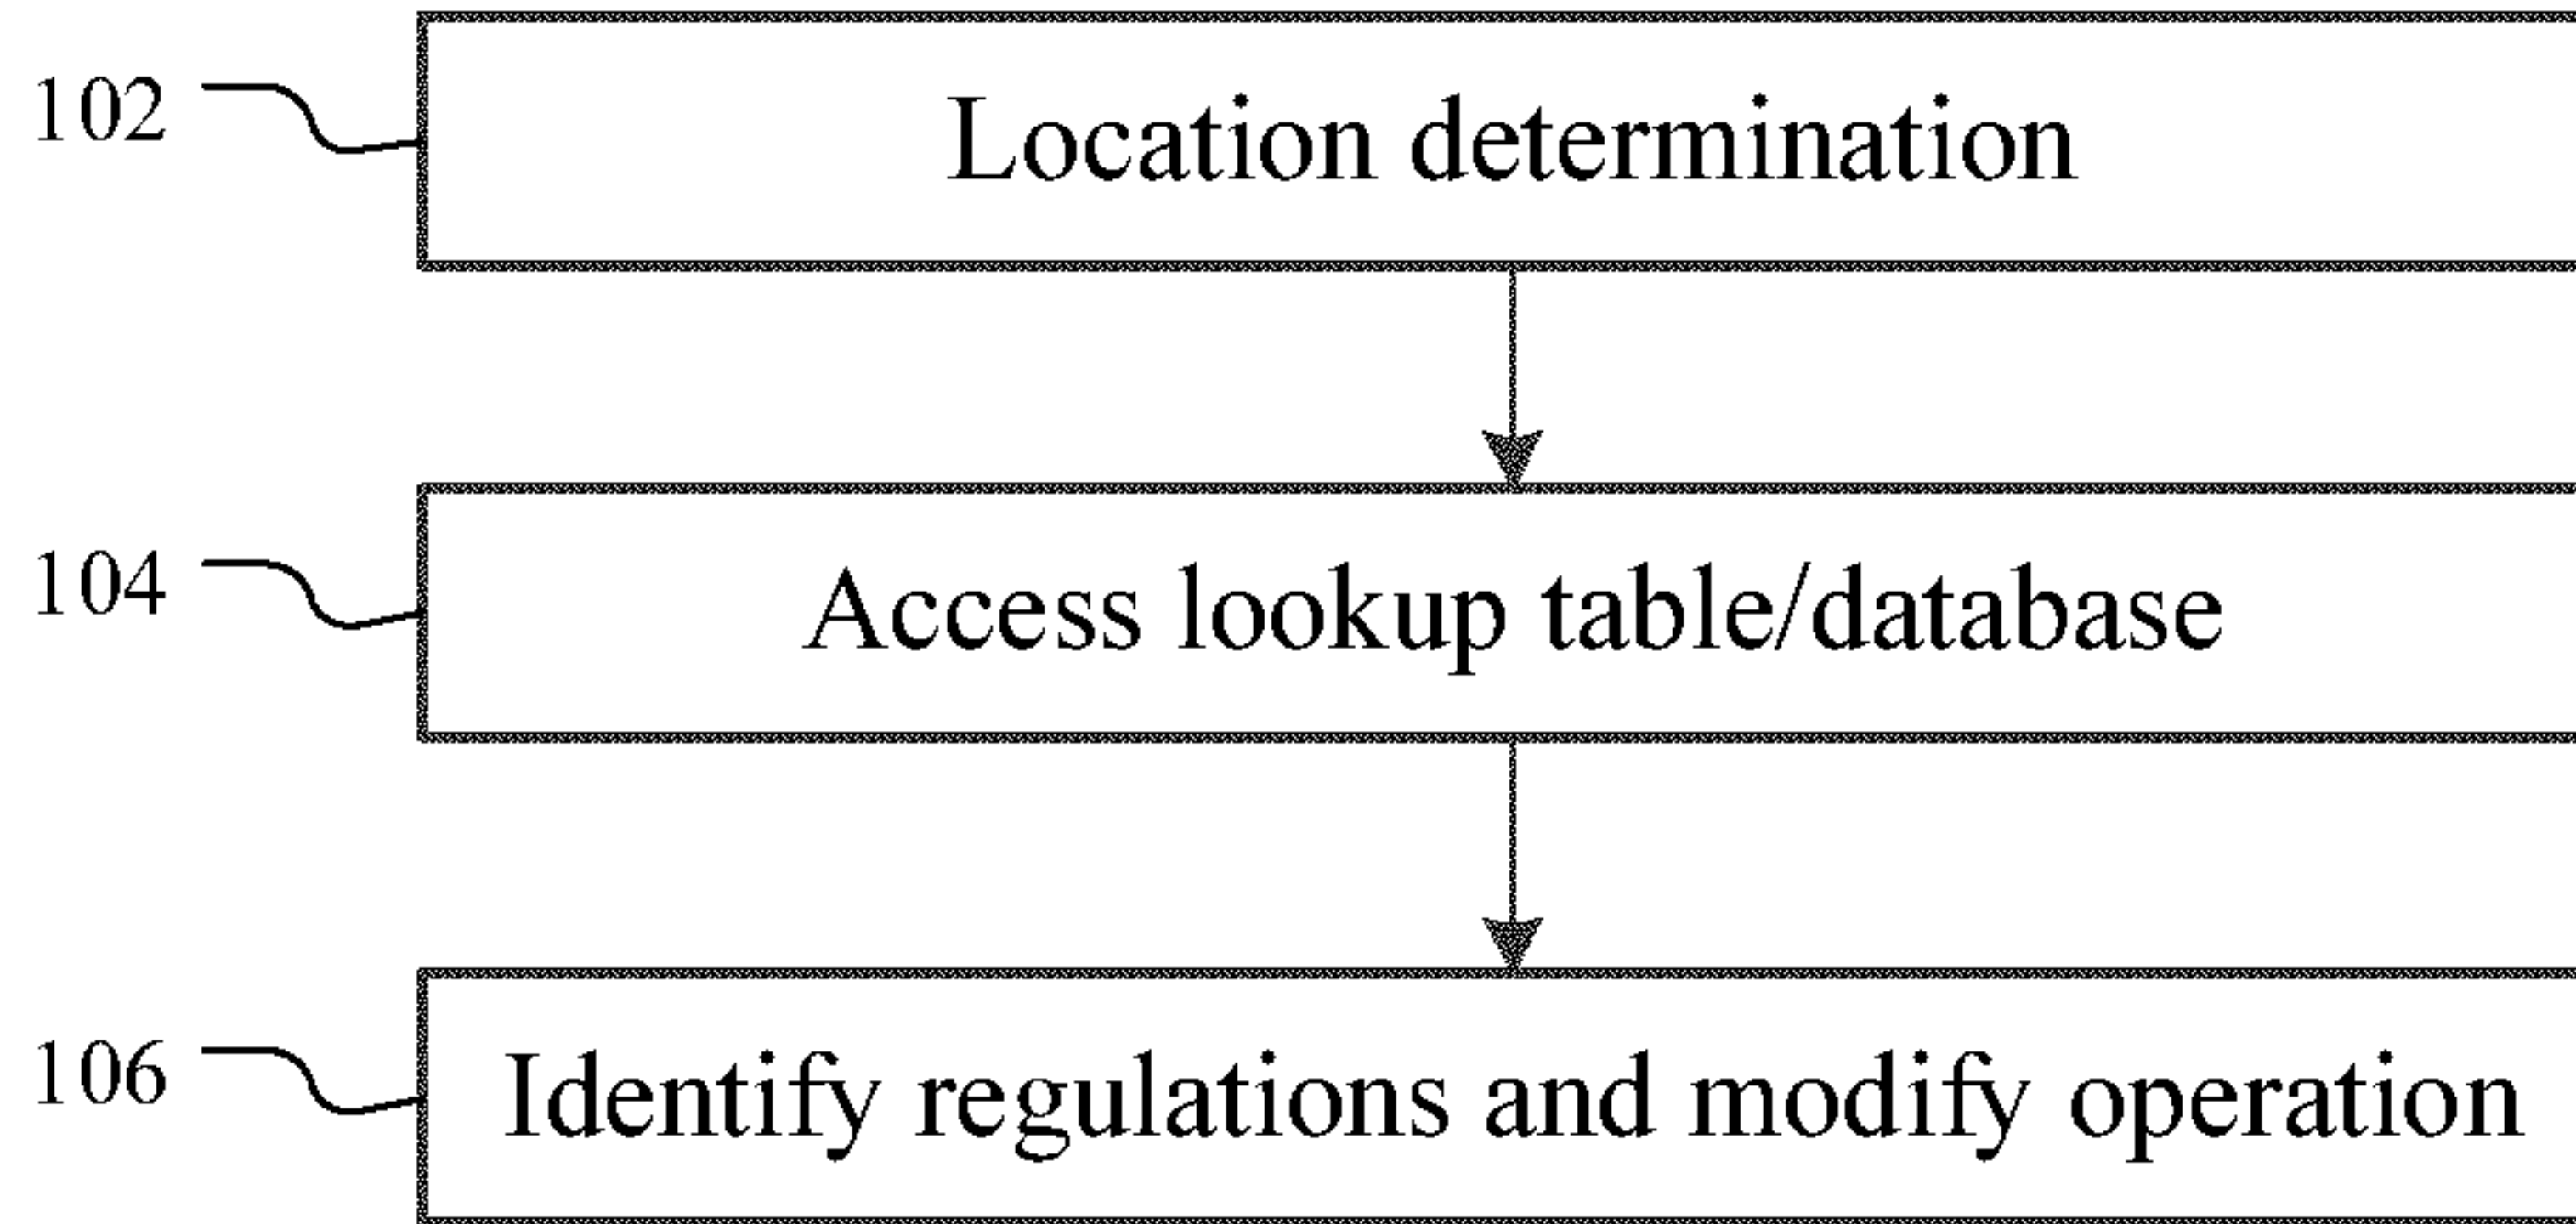 102 Location determination
104 Access lookup table/database
106 Identify regulations and modify operation